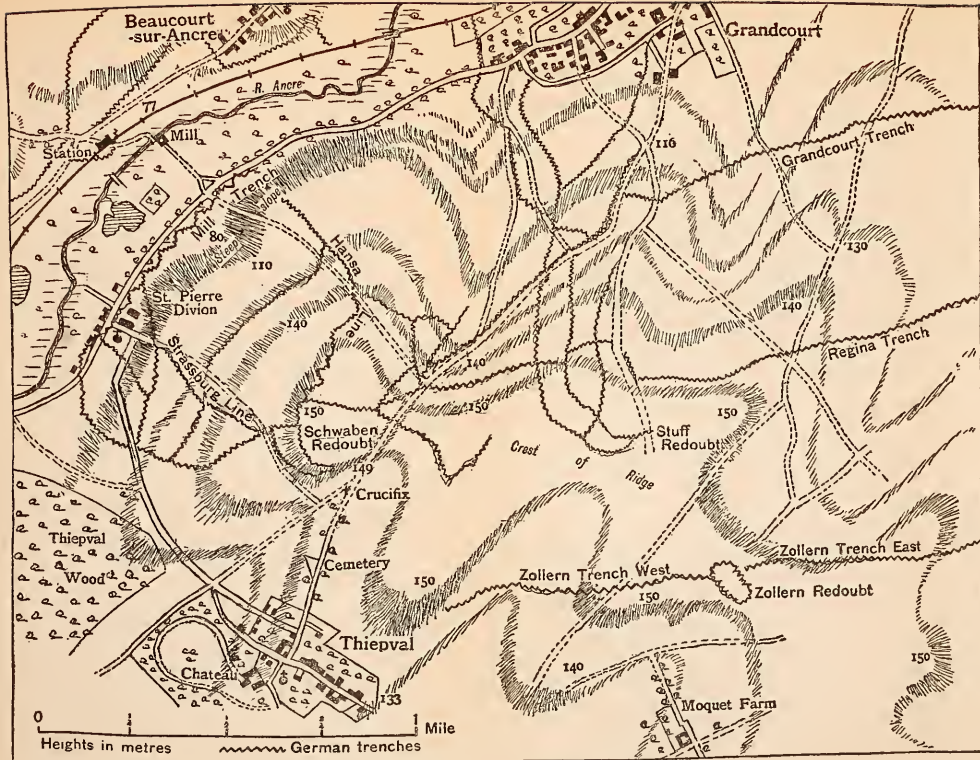 Beaucourt
-sur-Ancre
Grandcourt
77
R. Ancre
Station
Mill
116
Grandcourt Trench
Mill Trench
80
Steep Slope
110
Hansa
130
St. Pierre
Divion
140
140
Regina Trench
Strassburg Line
140
150
150
150
Schwaben
Redoubt
Stuff
Redoubt
Crest of Ridge
149
Crucifix
Thiepval
Wood
Cemetery
Zollern Trench East
150
Zollern Trench West
150
Zollern Redoubt
Thiepval
140
150
Chateau
133
Moquet Farm
0
1 Mile
Heights in metres
German trenches